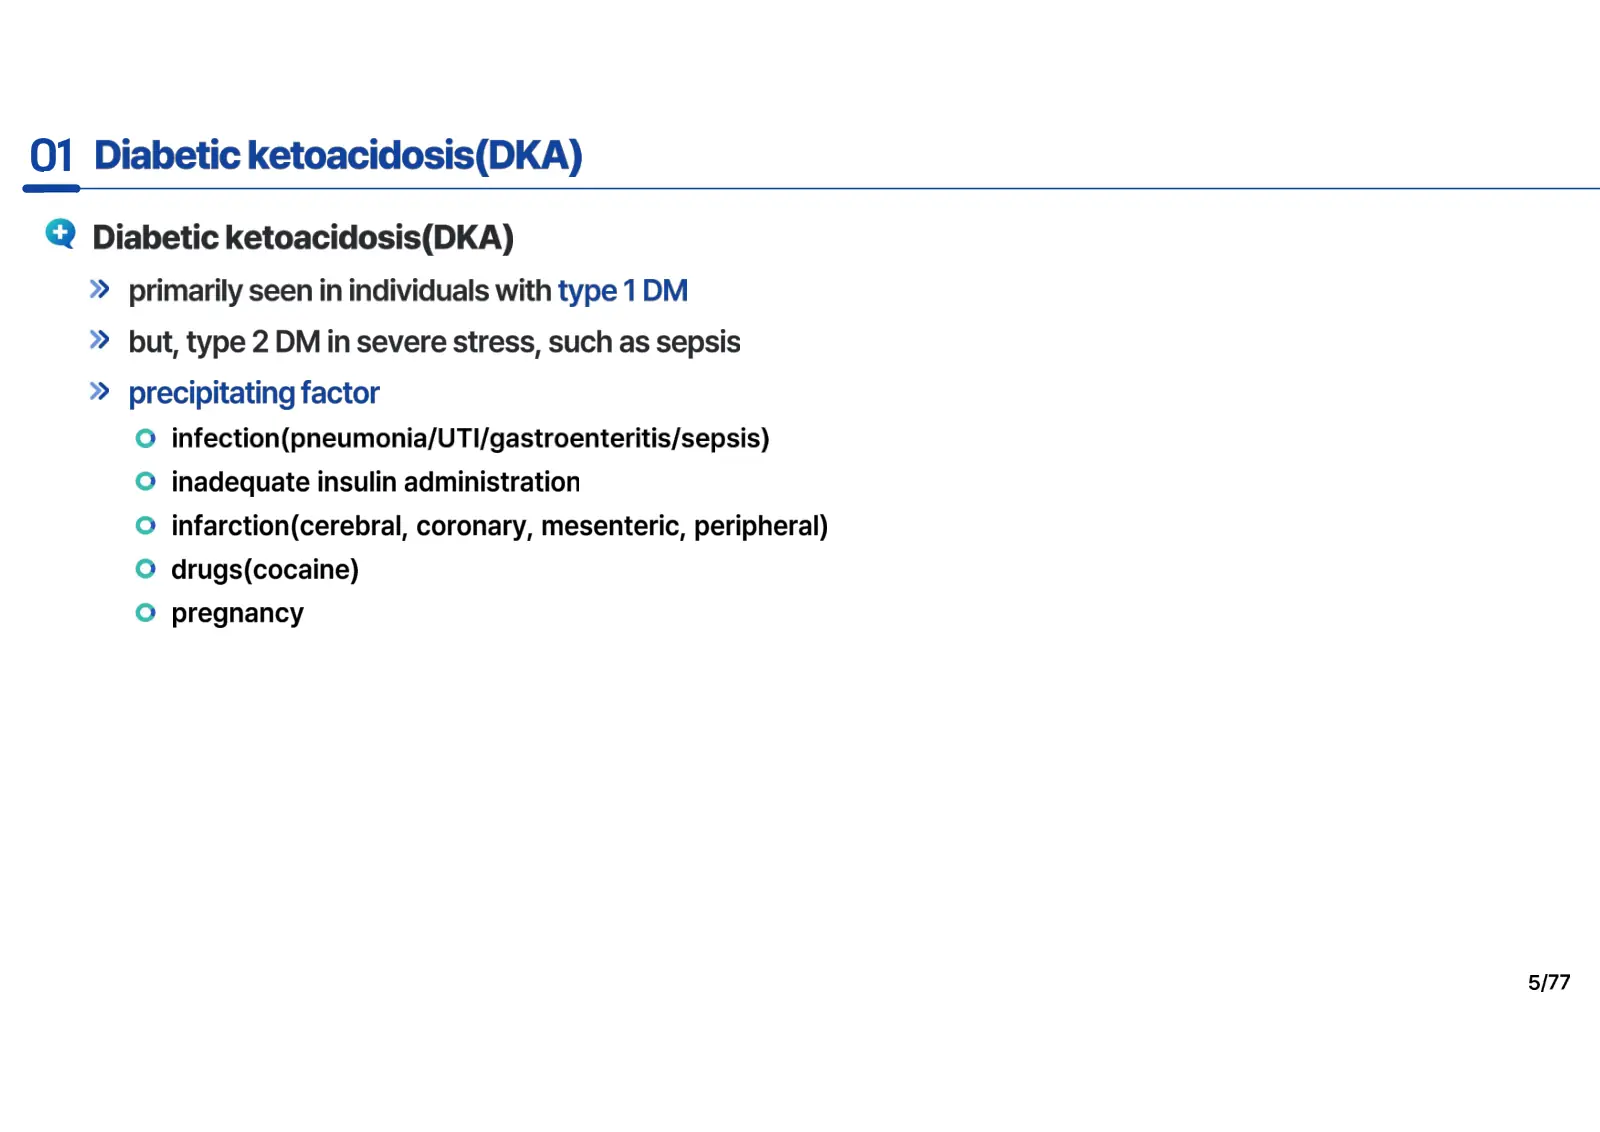 01 Diabetic ketoacidosis(DKA)
Diabetic ketoacidosis(DKA)
primarily seen in individuals with type 1 DM
but, type 2 DM in severe stress, such as sepsis
precipitating factor
infection(pneumonia/UTI/gastroenteritis/sepsis)
inadequate insulin administration
infarction(cerebral, coronary, mesenteric, peripheral)
drugs(cocaine)
pregnancy
5/77